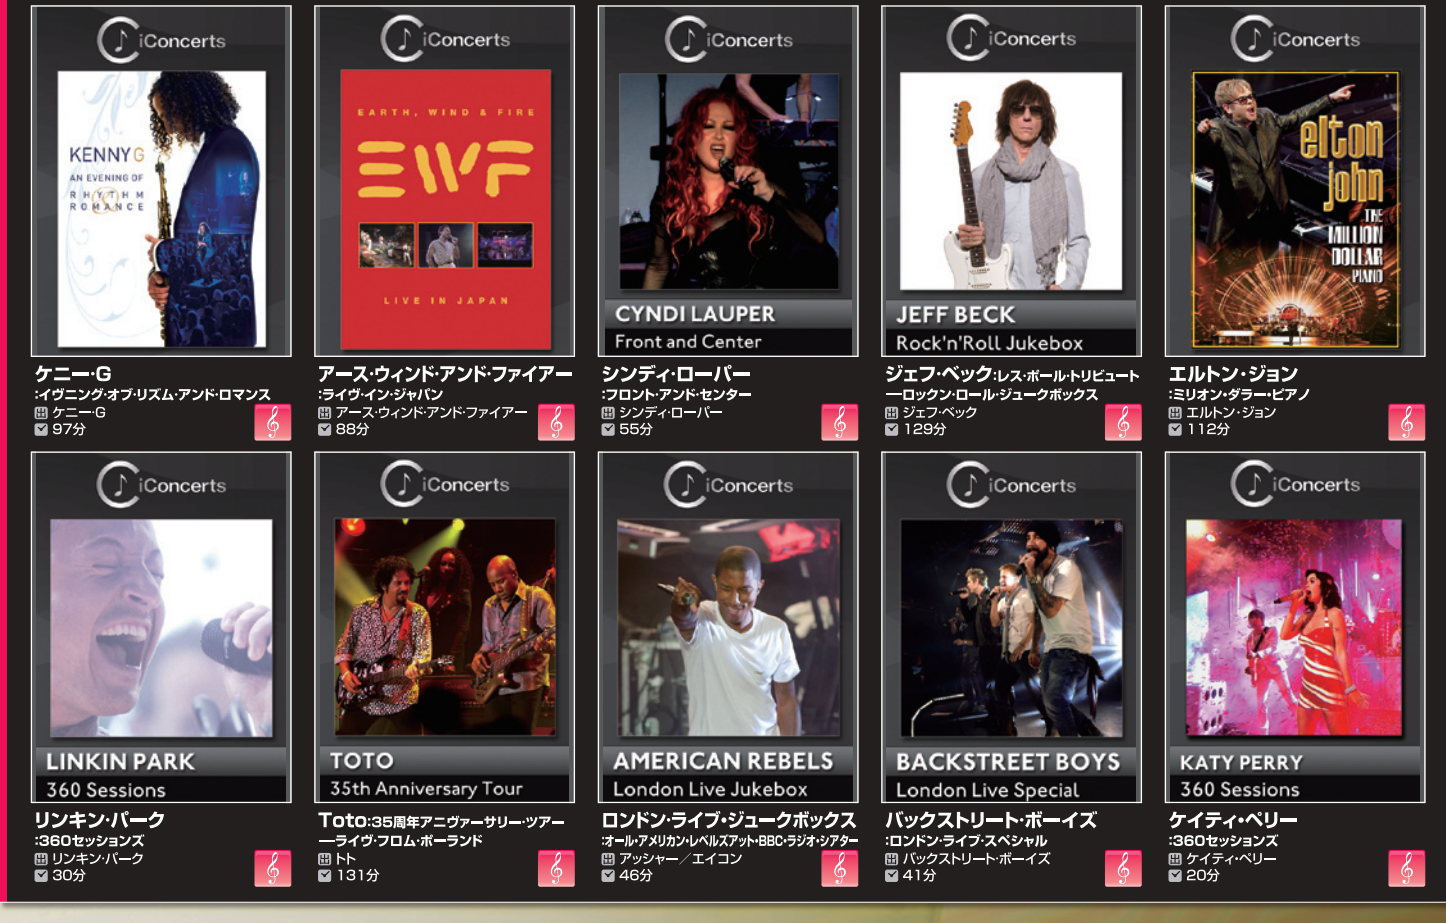 iConcerts
KENNY G
AN EVENING OF
RHYTHM
@
ROMANCE
ケニー・G
:イヴニング・オブ・リズム・アンド・ロマンス
ケニー・G
97分
iConcerts
EARTH, WIND & FIRE
EWF
LIVE IN JAPAN
アース・ウィンド・アンド・ファイアー
:ライヴ・イン・ジャパン
アース・ウィンド・アンド・ファイアー
88分
iConcerts
CYNDI LAUPER
Front and Center
シンディ・ローパー
:フロント・アンド・センター
シンディ・ローパー
55分
iConcerts
JEFF BECK
Rock'n'Roll Jukebox
ジェフ・ベック:レス・ポール・トリビュート
―ロックン・ロール・ジュークボックス
ジェフ・ベック
129分
iConcerts
elton
john
THE
MILLION
DOLLAR
PIANO
エルトン・ジョン
:ミリオン・ダラー・ピアノ
エルトン・ジョン
112分
iConcerts
LINKIN PARK
360 Sessions
リンキン・パーク
:360セッションズ
リンキン・パーク
30分
iConcerts
TOTO
35th Anniversary Tour
Toto:35周年アニヴァーサリー・ツアー
―ライヴ・フロム・ポーランド
トト
131分
iConcerts
AMERICAN REBELS
London Live Jukebox
ロンドン・ライブ・ジュークボックス
:オール・アメリカン・レベルズアット・BBC・ラジオ・シアター
アッシャー／エイコン
46分
iConcerts
BACKSTREET BOYS
London Live Special
バックストリート・ボーイズ
:ロンドン・ライブ・スペシャル
バックストリート・ボーイズ
41分
iConcerts
KATY PERRY
360 Sessions
ケイティ・ペリー
:360セッションズ
ケイティ・ペリー
20分